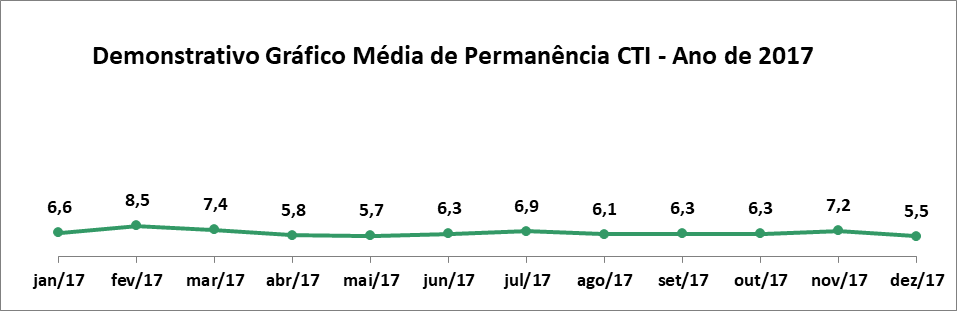 Demonstrativo Gráfico Média de Permanência CTI - Ano de 2017
6,6 8,5 7,4 5,8 5,7 6,3 6,9 6,1 6,3 6,3 7,2 5,5
jan/17 fev/17 mar/17 abr/17 mai/17 jun/17 jul/17 ago/17 set/17 out/17 nov/17 dez/17